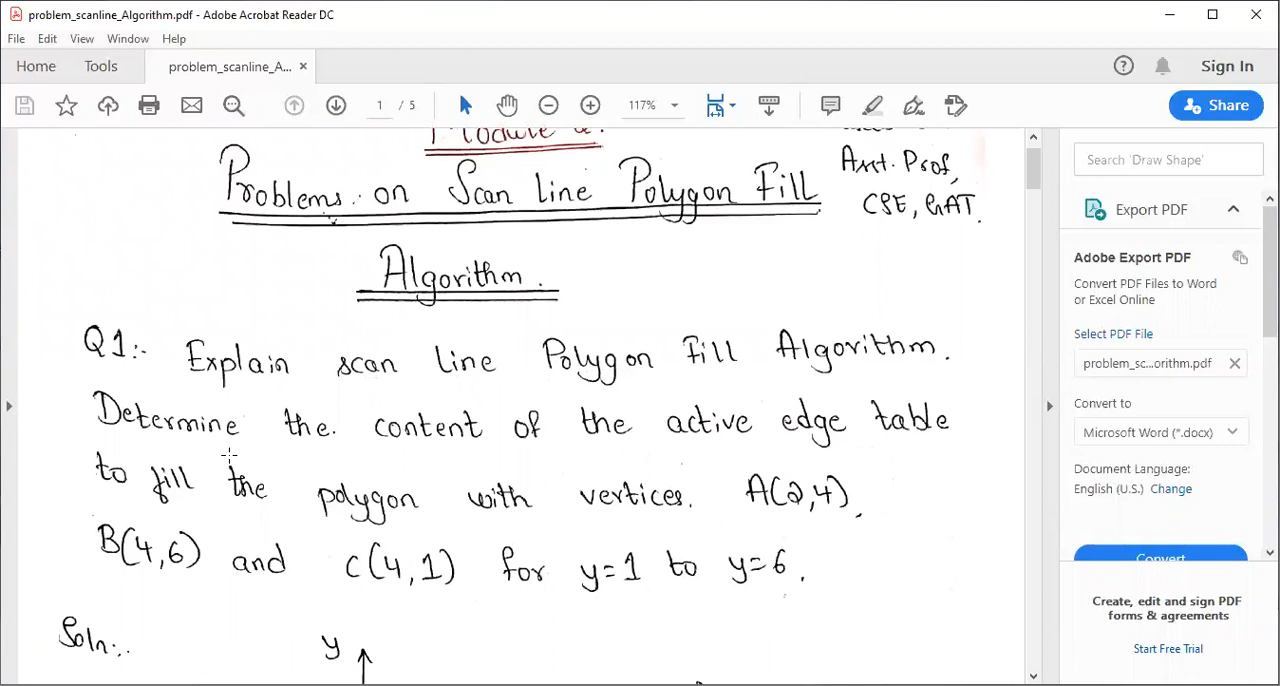 problem_scanline_Algorithm.pdf - Adobe Acrobat Reader DC
File Edit View Window Help
Home Tools problem_scanline_A... × Sign In
1 / 5 117% Share
Problems on Scan Line Polygon Fill
Algorithm.
Asst. Prof,
CSE, GAT.
Q1:- Explain scan line Polygon Fill Algorithm.
Determine the content of the active edge table
to fill the polygon with vertices. A(2,4),
B(4,6) and C(4,1) for y=1 to y=6.
Soln:-
y
Search 'Draw Shape'
Export PDF
Adobe Export PDF
Convert PDF Files to Word
or Excel Online
Select PDF File
problem_sc...orithm.pdf
Convert to
Microsoft Word (*.docx)
Document Language:
English (U.S.) Change
Convert
Create, edit and sign PDF
forms & agreements
Start Free Trial